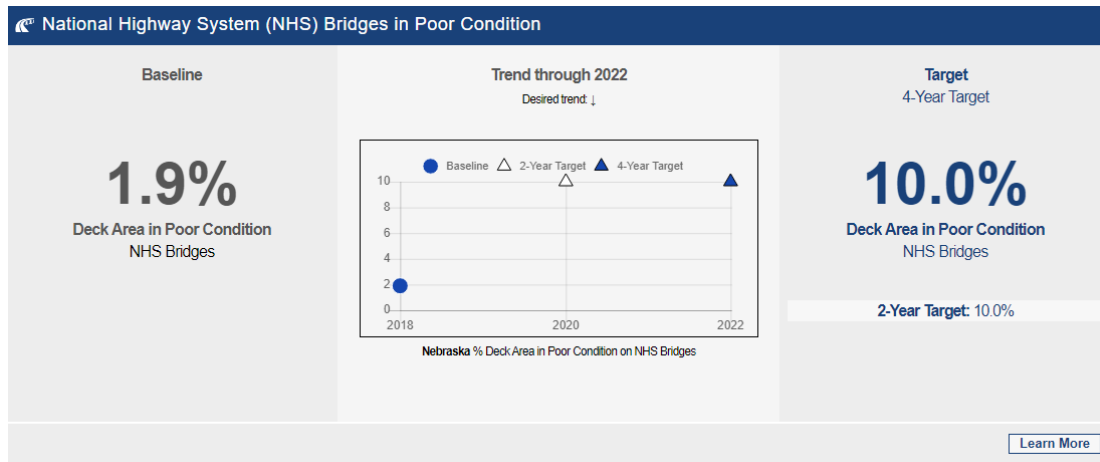 National Highway System (NHS) Bridges in Poor Condition
Baseline
1.9%
Deck Area in Poor Condition
NHS Bridges
Trend through 2022
Desired trend: ↓
Baseline 2-Year Target 4-Year Target
10
8
6
4
2
0
2018 2020 2022
Nebraska % Deck Area in Poor Condition on NHS Bridges
Target
4-Year Target
10.0%
Deck Area in Poor Condition
NHS Bridges
2-Year Target: 10.0%
Learn More